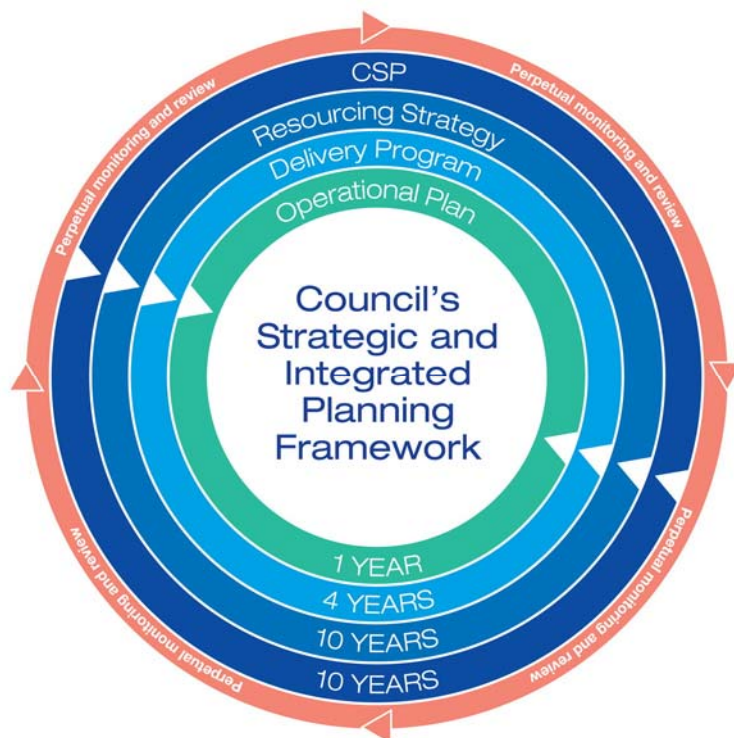 Perpetual monitoring and review
Perpetual monitoring and review
CSP
Resourcing Strategy
Delivery Program
Operational Plan
Council's
Strategic and
Integrated
Planning
Framework
1 YEAR
4 YEARS
10 YEARS
10 YEARS
Perpetual monitoring and review
Perpetual monitoring and review